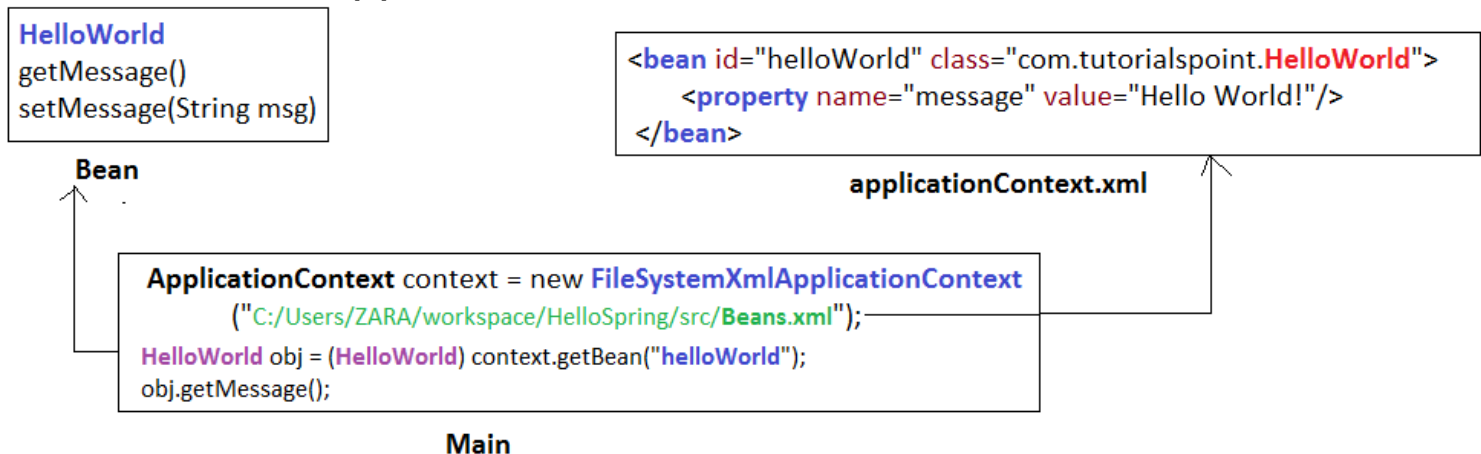 HelloWorld
getMessage()
setMessage(String msg)
Bean
<bean id="helloWorld" class="com.tutorialspoint.HelloWorld">
<property name="message" value="Hello World!"/>
</bean>
applicationContext.xml
ApplicationContext context = new FileSystemXmlApplicationContext
("C:/Users/ZARA/workspace/HelloSpring/src/Beans.xml");
HelloWorld obj = (HelloWorld) context.getBean("helloWorld");
obj.getMessage();
Main